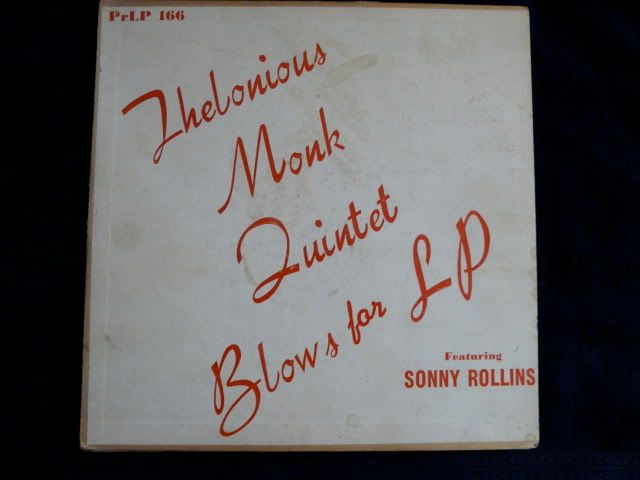 PrLP 166
Thelonious
Monk
Quintet
Blows for LP
Featuring
SONNY ROLLINS